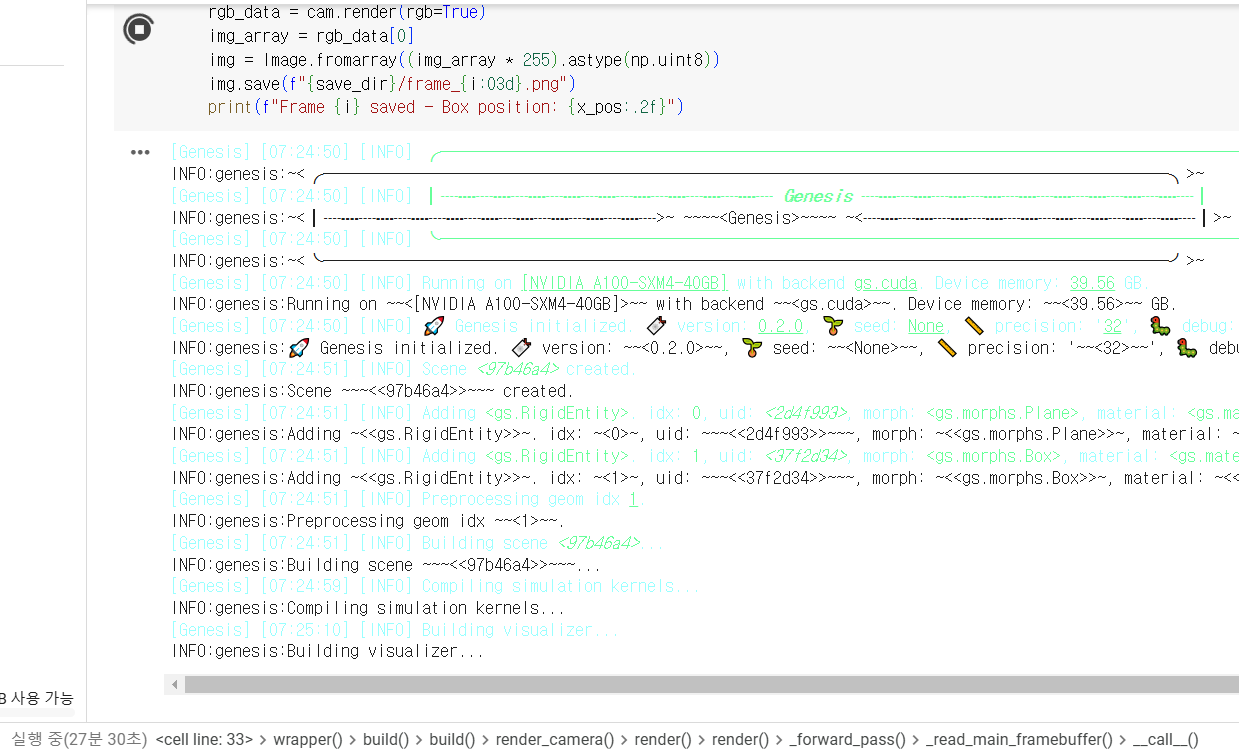 rgb_data = cam.render(rgb=True)
img_array = rgb_data[0]
img = Image.fromarray((img_array * 255).astype(np.uint8))
img.save(f"{save_dir}/frame_{i:03d}.png")
print(f"Frame {i} saved - Box position: {x_pos:.2f}")
[Genesis] [07:24:50] [INFO] ╭───────────────
INFO:genesis:~< ╭───────────────╮ >~
[Genesis] [07:24:50] [INFO] │ ┈┉┈┉┈┉┈┉┈┉┈┉┈┉┈ Genesis ┈┉┈┉┈┉┈┉┈┉┈┉┈┉┈ │
INFO:genesis:~< │ ┈┉┈┉┈┉┈┉┈┉┈┉┈┉┈>~ ~~~~<Genesis>~~~~ ~<┈┉┈┉┈┉┈┉┈┉┈┉┈┉┈ │ >~
[Genesis] [07:24:50] [INFO] ╰───────────────
INFO:genesis:~< ╰───────────────╯ >~
[Genesis] [07:24:50] [INFO] Running on [NVIDIA A100-SXM4-40GB] with backend gs.cuda. Device memory: 39.56 GB.
INFO:genesis:Running on ~~<[NVIDIA A100-SXM4-40GB]>~~ with backend ~~<gs.cuda>~~. Device memory: ~~<39.56>~~ GB.
[Genesis] [07:24:50] [INFO] 🚀 Genesis initialized. 🔖 version: 0.2.0, 🌱 seed: None, 📏 precision: '32', 🐛 debug:
INFO:genesis:🚀 Genesis initialized. 🔖 version: ~~<0.2.0>~~, 🌱 seed: ~~<None>~~, 📏 precision: '~~<32>~~', 🐛 debu
[Genesis] [07:24:51] [INFO] Scene <97b46a4> created.
INFO:genesis:Scene ~~~<<97b46a4>>~~~ created.
[Genesis] [07:24:51] [INFO] Adding <gs.RigidEntity>. idx: 0, uid: <2d4f993>, morph: <gs.morphs.Plane>, material: <gs.ma
INFO:genesis:Adding ~<<gs.RigidEntity>>~. idx: ~<0>~, uid: ~~~<<2d4f993>>~~~, morph: ~<<gs.morphs.Plane>>~, material: ~
[Genesis] [07:24:51] [INFO] Adding <gs.RigidEntity>. idx: 1, uid: <37f2d34>, morph: <gs.morphs.Box>, material: <gs.mate
INFO:genesis:Adding ~<<gs.RigidEntity>>~. idx: ~<1>~, uid: ~~~<<37f2d34>>~~~, morph: ~<<gs.morphs.Box>>~, material: ~<<
[Genesis] [07:24:51] [INFO] Preprocessing geom idx 1.
INFO:genesis:Preprocessing geom idx ~~<1>~~.
[Genesis] [07:24:51] [INFO] Building scene <97b46a4>...
INFO:genesis:Building scene ~~~<<97b46a4>>~~~...
[Genesis] [07:24:59] [INFO] Compiling simulation kernels...
INFO:genesis:Compiling simulation kernels...
[Genesis] [07:25:10] [INFO] Building visualizer...
INFO:genesis:Building visualizer...
B 사용 가능
실행 중(27분 30초) <cell line: 33> > wrapper() > build() > build() > render_camera() > render() > render() > _forward_pass() > _read_main_framebuffer() > __call__()